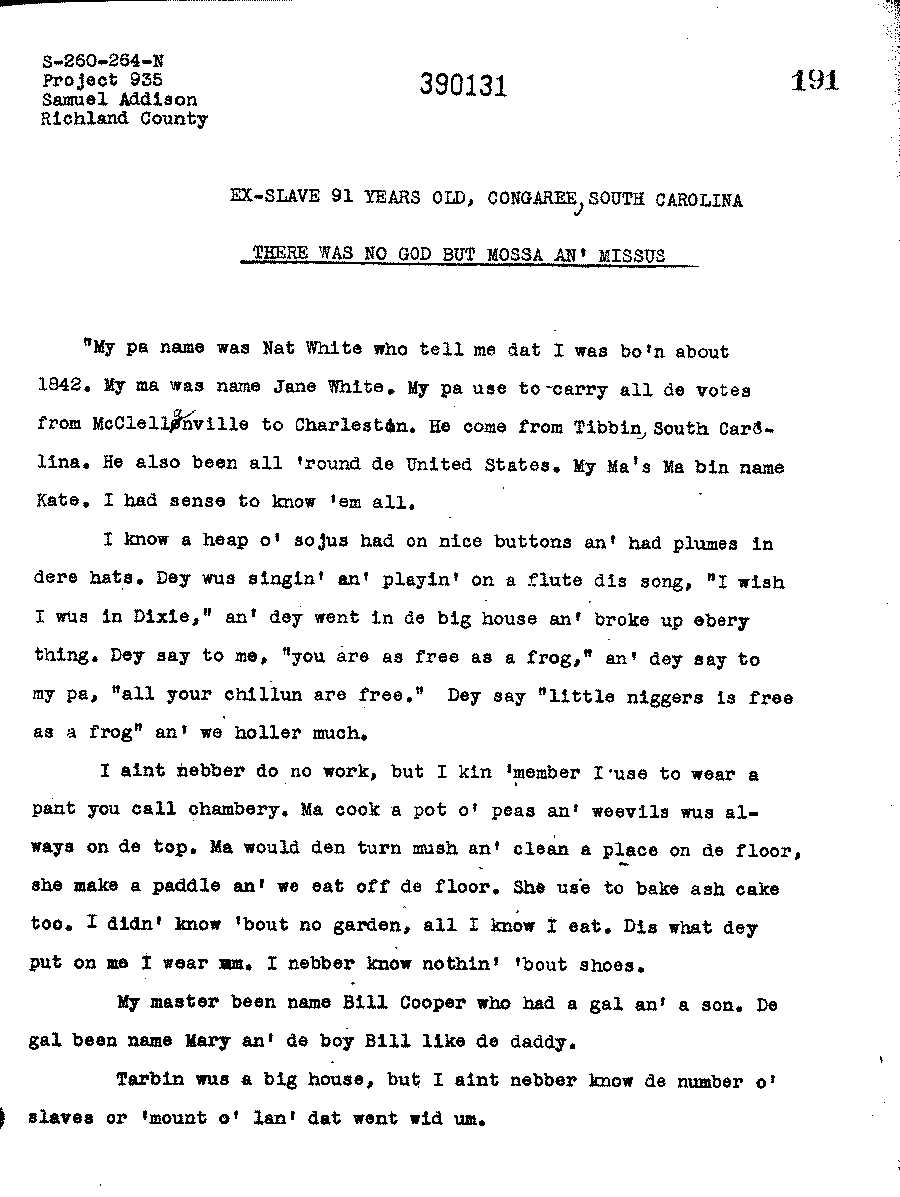 S-260-264-N
Project 935
Samuel Addison
Richland County
390131
191
EX-SLAVE 91 YEARS OLD, CONGAREE, SOUTH CAROLINA
THERE WAS NO GOD BUT MOSSA AN' MISSUS
"My pa name was Nat White who tell me dat I was bo'n about
1842. My ma was name Jane White. My pa use to carry all de votes
from McClellanville to Charleston. He come from Tibbin, South Caro-
lina. He also been all 'round de United States. My Ma's Ma bin name
Kate. I had sense to know 'em all.
I know a heap o' sojus had on nice buttons an' had plumes in
dere hats. Dey wus singin' an' playin' on a flute dis song, "I wish
I wus in Dixie," an' dey went in de big house an' broke up ebery
thing. Dey say to me, "you are as free as a frog," an' dey say to
my pa, "all your chillun are free." Dey say "little niggers is free
as a frog" an' we holler much.
I aint nebber do no work, but I kin 'member I use to wear a
pant you call chambery. Ma cook a pot o' peas an' weevils wus al-
ways on de top. Ma would den turn mush an' clean a place on de floor,
she make a paddle an' we eat off de floor. She use to bake ash cake
too. I didn' know 'bout no garden, all I know I eat. Dis what dey
put on me I wear um. I nebber know nothin' 'bout shoes.
My master been name Bill Cooper who had a gal an' a son. De
gal been name Mary an' de boy Bill like de daddy.
Tarbin wus a big house, but I aint nebber know de number o'
slaves or 'mount o' lan' dat went wid um.